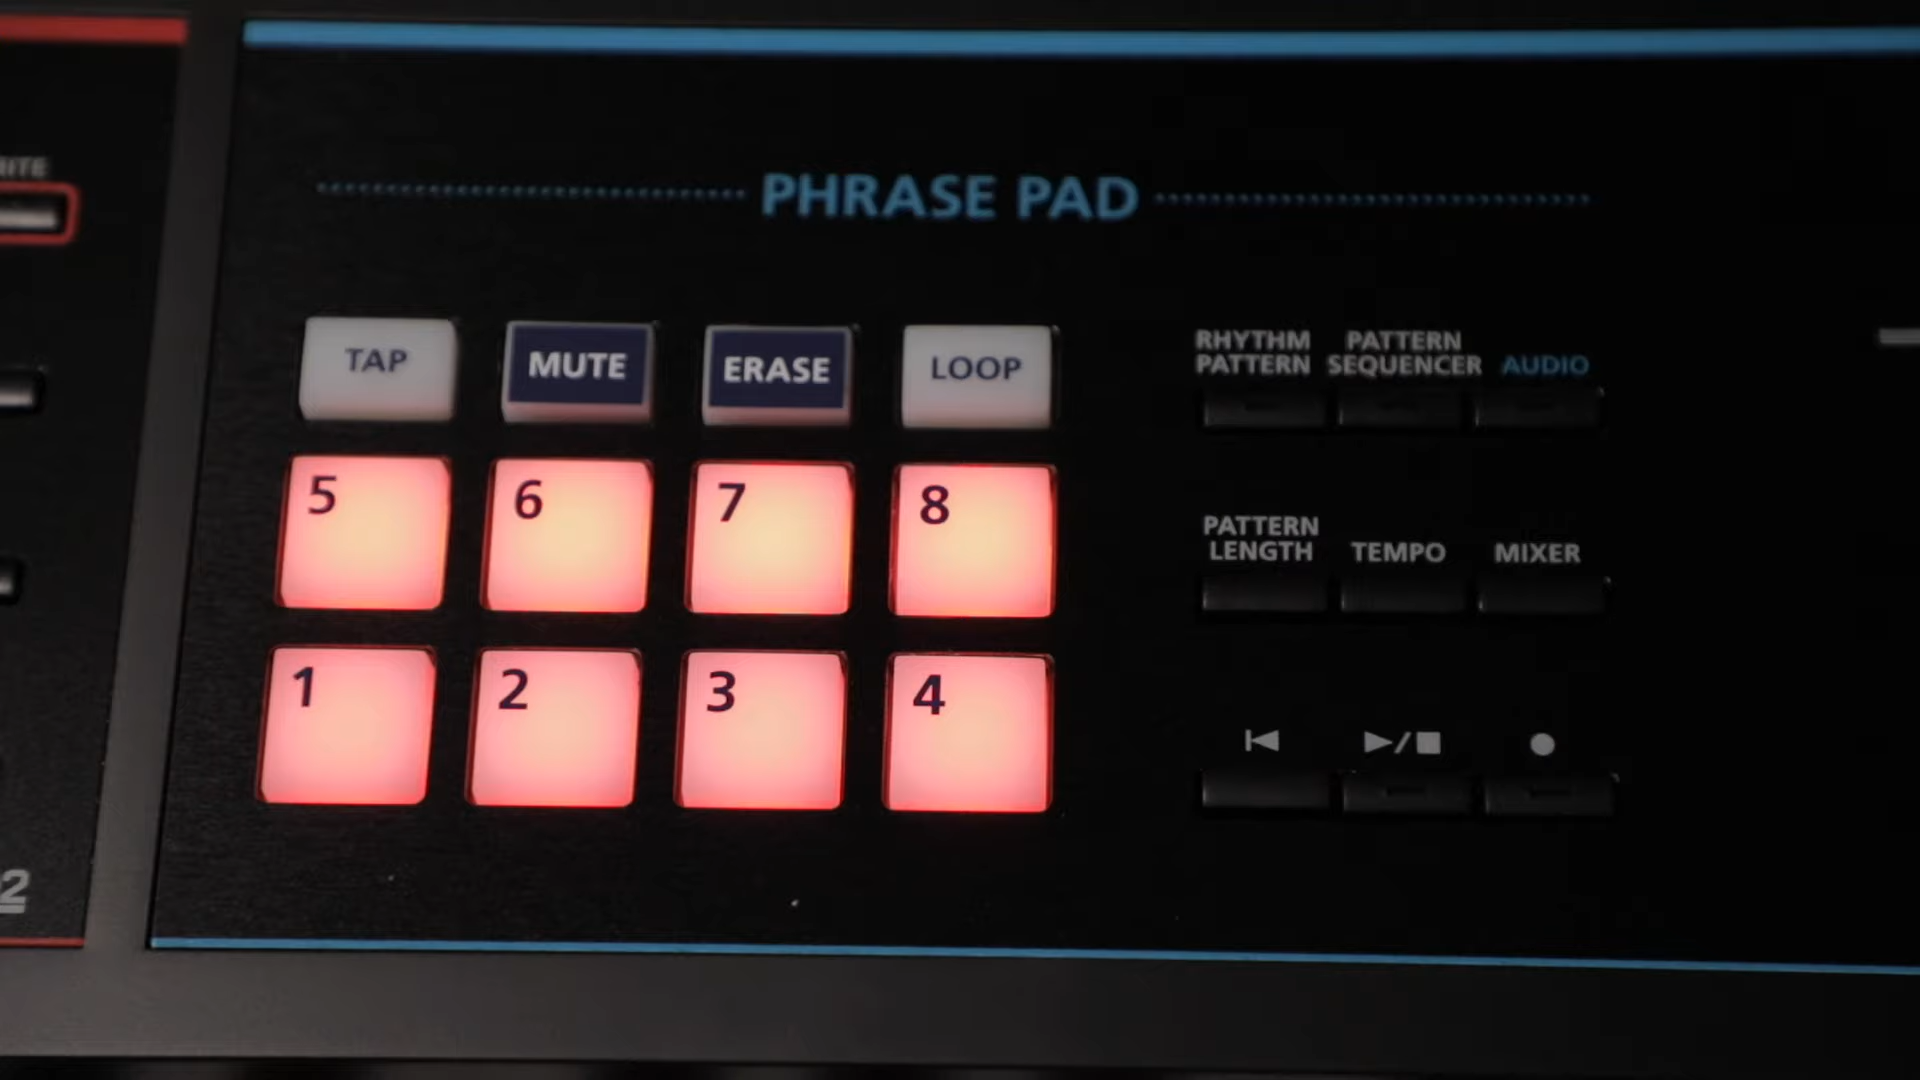 PHRASE PAD
TAP
MUTE
ERASE
LOOP
RHYTHM
PATTERN
PATTERN
SEQUENCER
AUDIO
5
6
7
8
PATTERN
LENGTH
TEMPO
MIXER
1
2
3
4
2